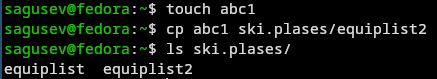 sagusev@fedora:~$ touch abc1
sagusev@fedora:~$ cp abc1 ski.plases/equiplist2
sagusev@fedora:~$ ls ski.plases/
equiplist  equiplist2